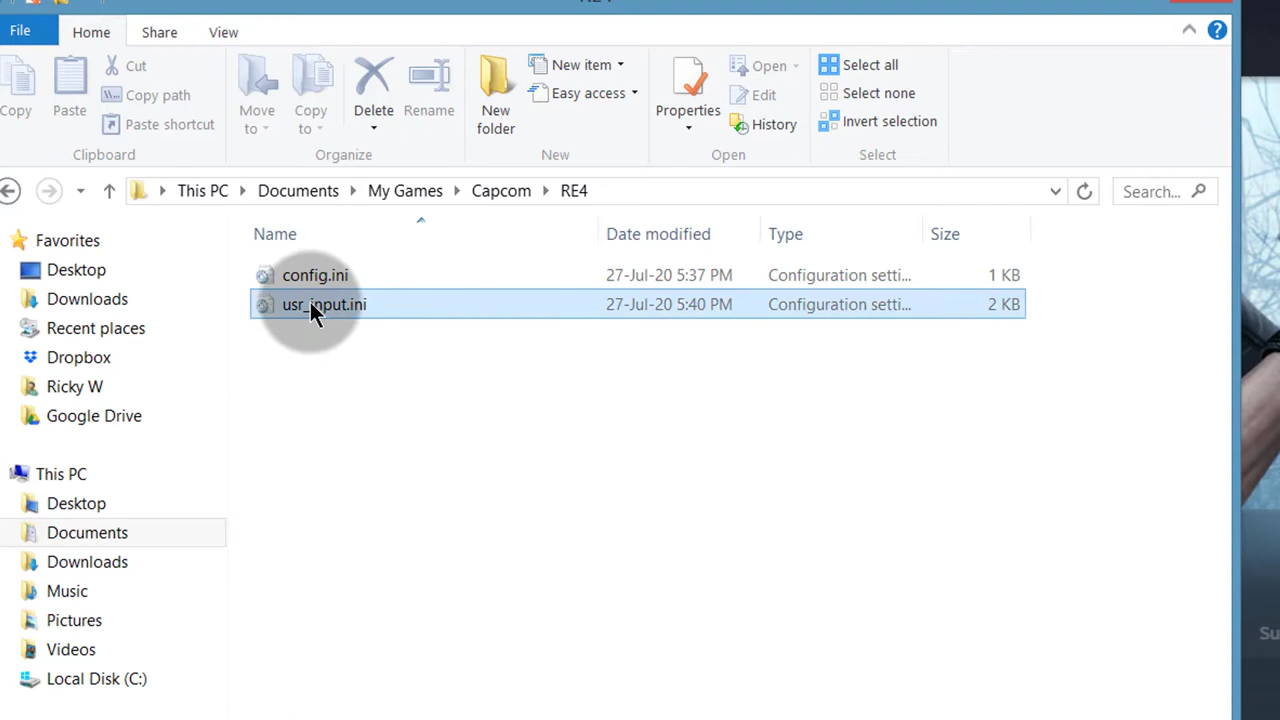 File Home Share View
Copy
Paste
Cut
Copy path
Paste shortcut
Clipboard
Move to
Copy to
Delete
Rename
Organize
New folder
New item
Easy access
New
Properties
Open
Edit
History
Open
Select all
Select none
Invert selection
Select
This PC Documents My Games Capcom RE4
Search...
Name Date modified Type Size
config.ini 27-Jul-20 5:37 PM Configuration setti... 1 KB
usr_input.ini 27-Jul-20 5:40 PM Configuration setti... 2 KB
Favorites
Desktop
Downloads
Recent places
Dropbox
Ricky W
Google Drive
This PC
Desktop
Documents
Downloads
Music
Pictures
Videos
Local Disk (C:)